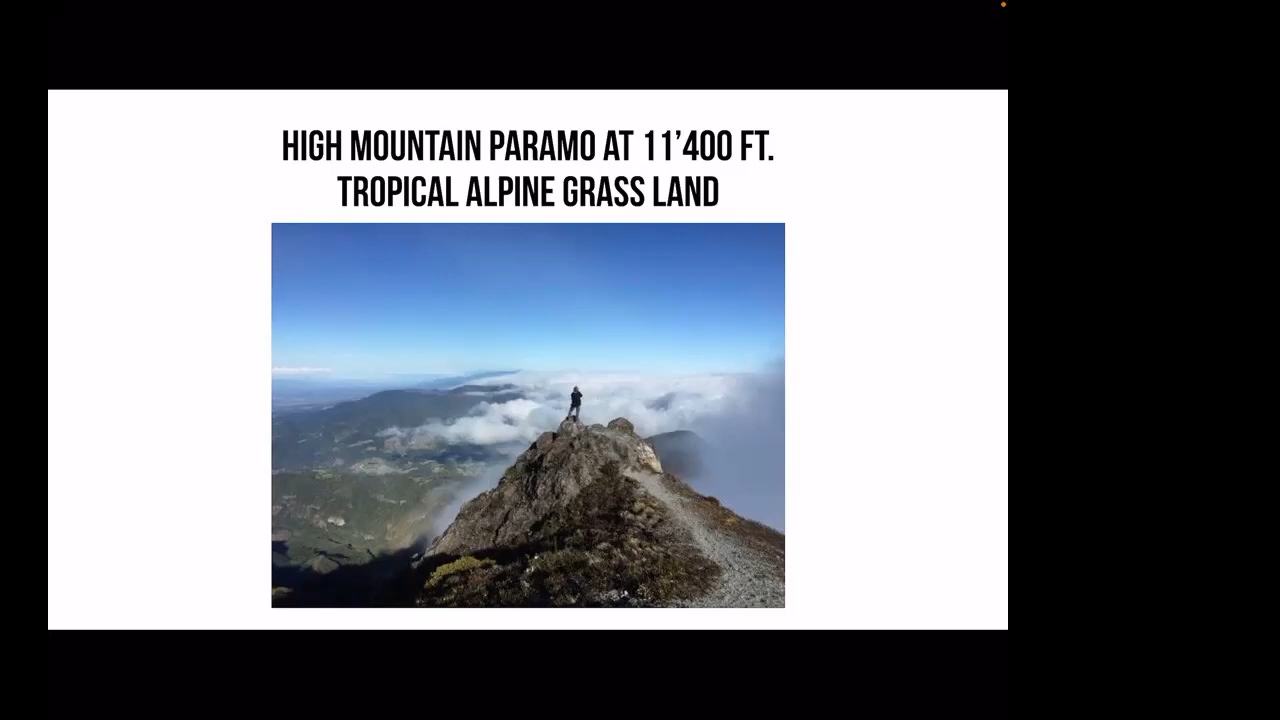 HIGH MOUNTAIN PARAMO AT 11’400 FT.
TROPICAL ALPINE GRASS LAND